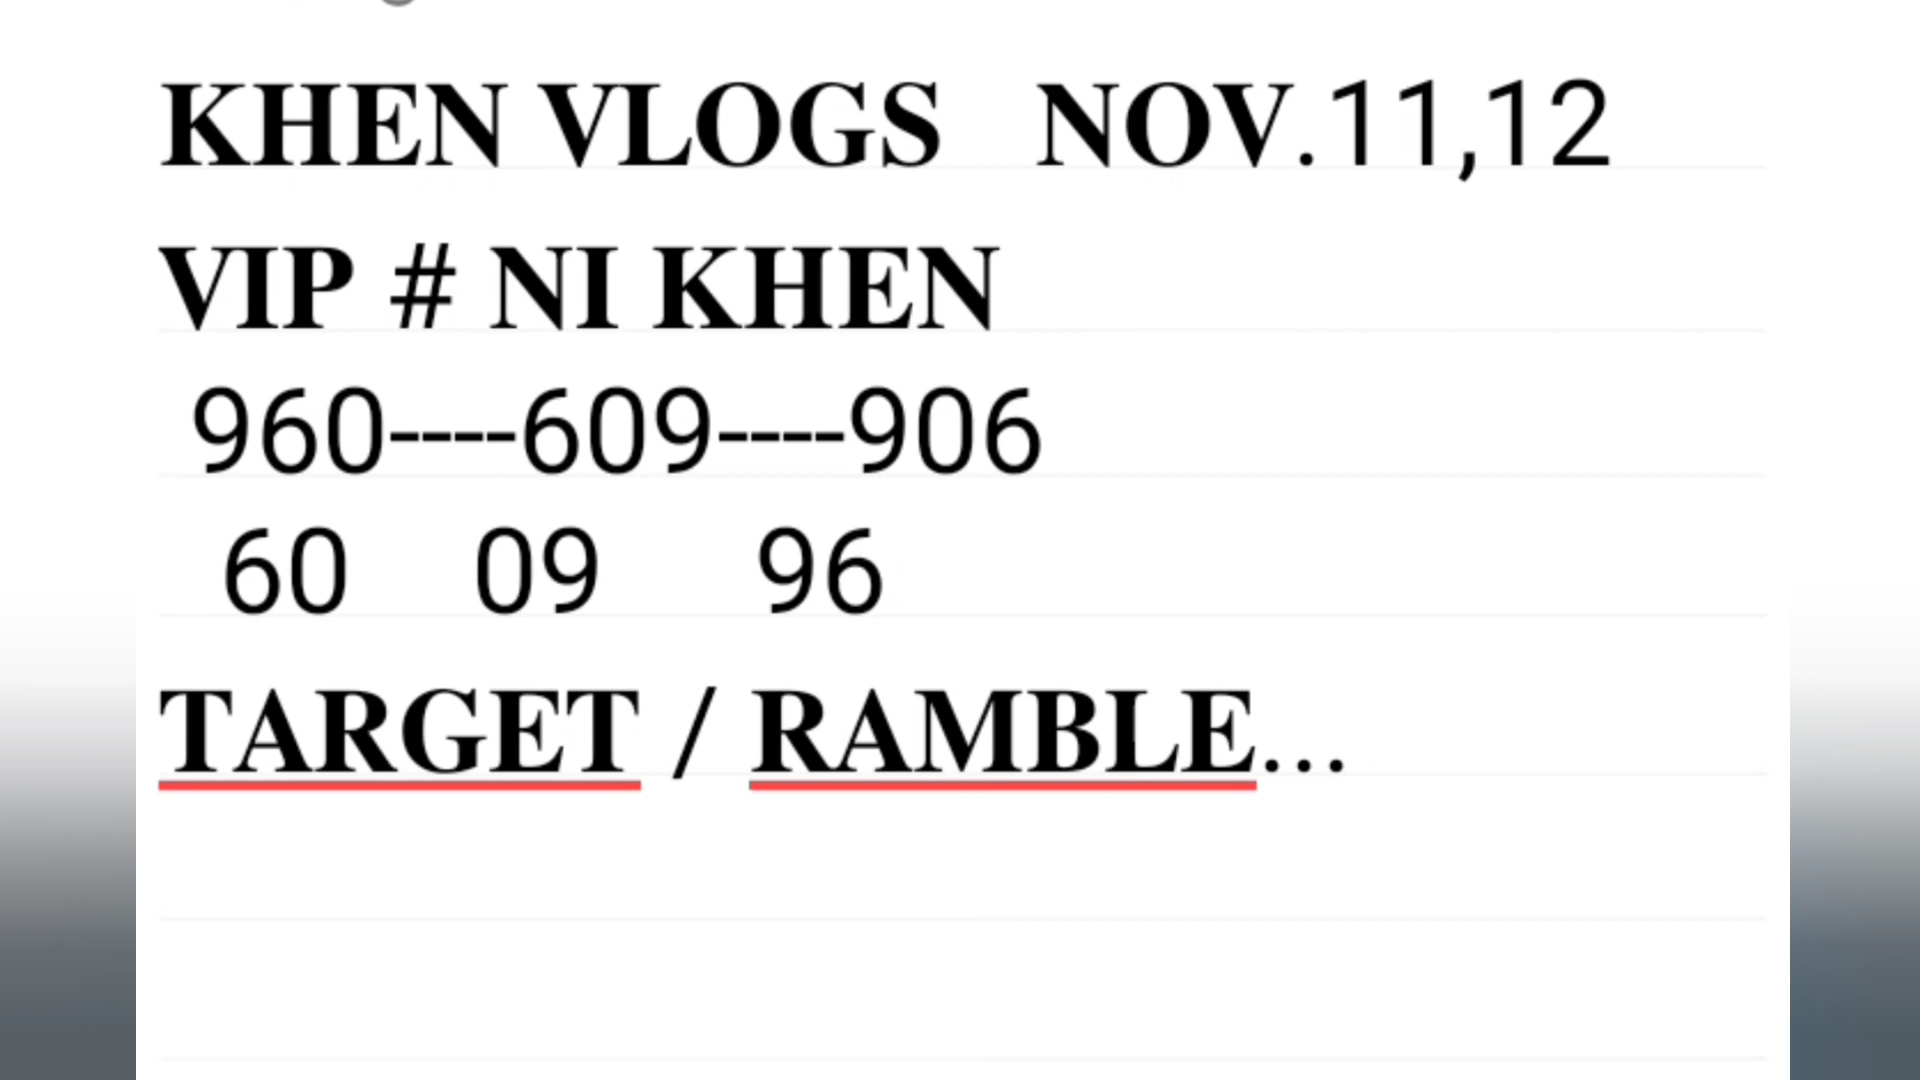 KHEN VLOGS NOV.11,12
VIP # NI KHEN
960----609----906
60 09 96
TARGET / RAMBLE...